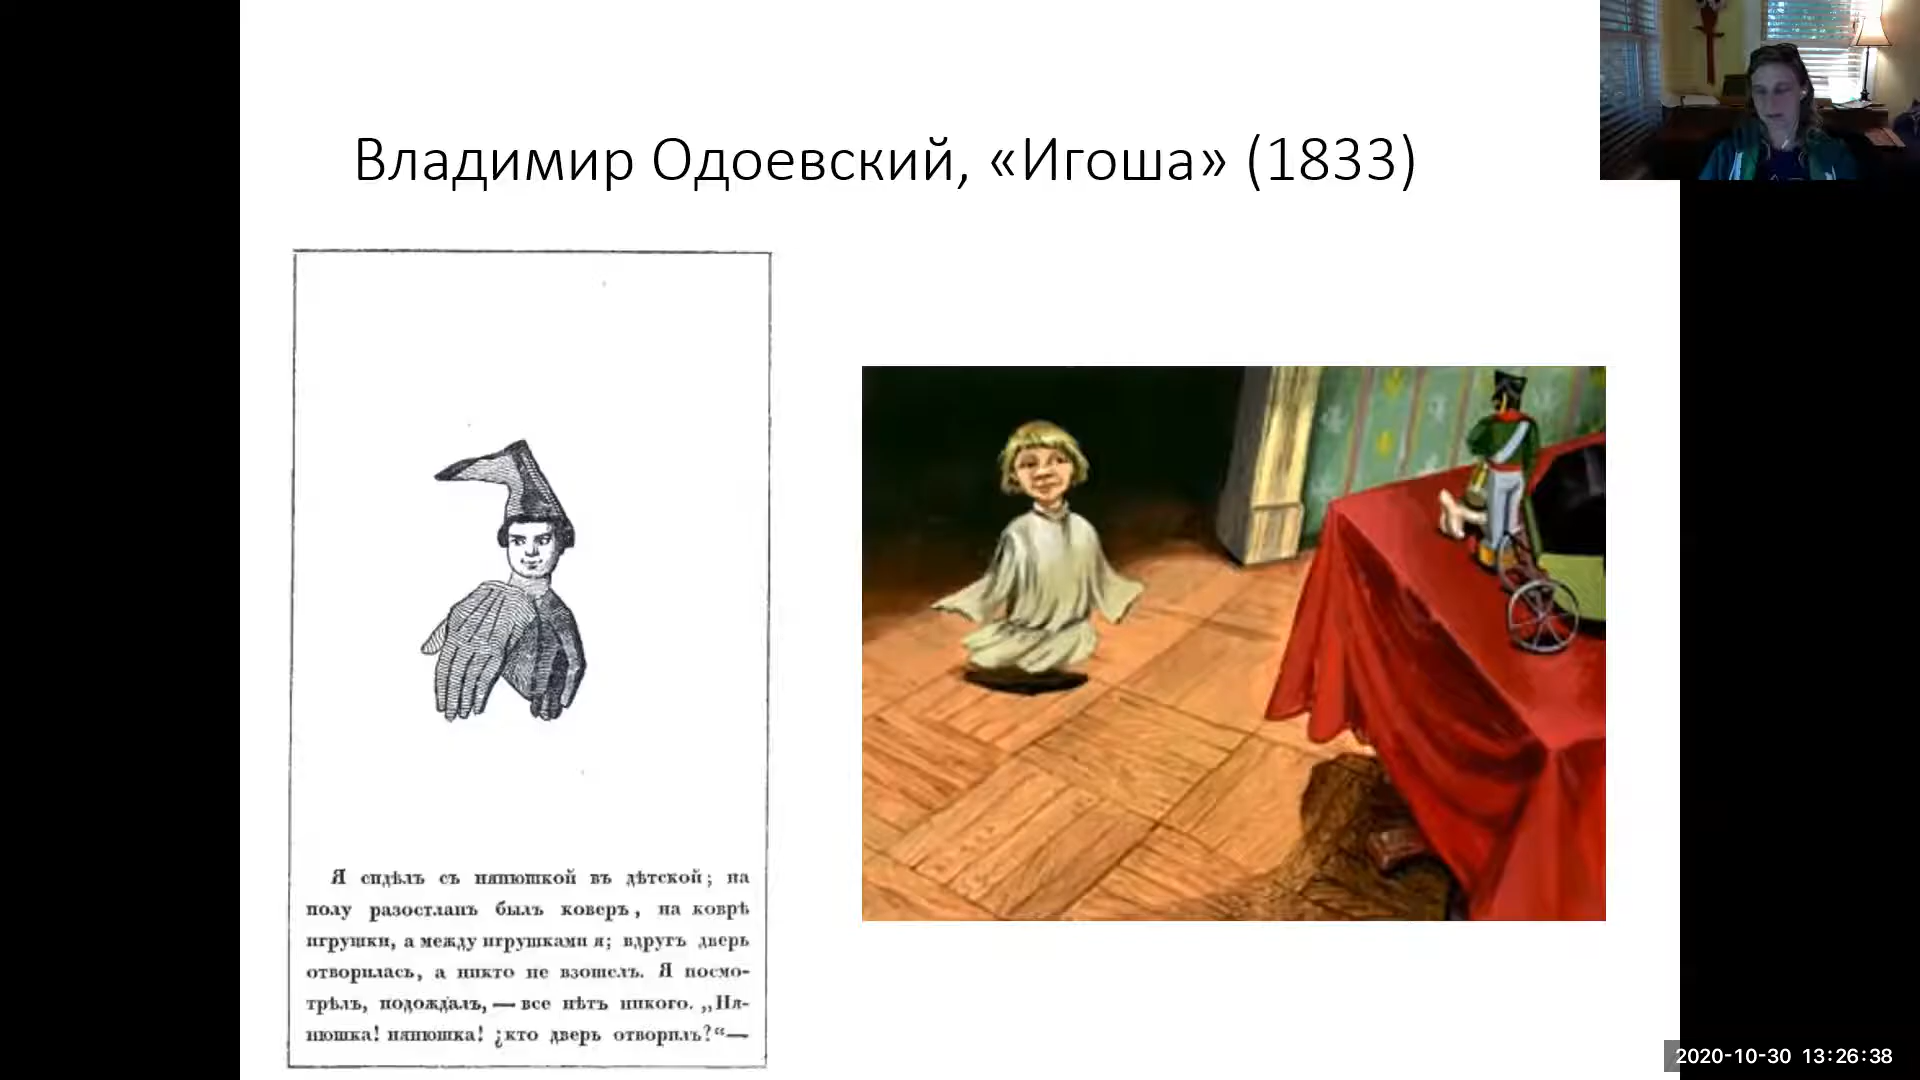 Владимир Одоевский, «Игоша» (1833)
Я сидѣлъ съ нянюшкой въ дѣтской; на
полу разостланъ былъ коверъ, на коврѣ
игрушки, а между игрушками я; вдругъ дверь
отворилась, а никто не взошелъ. Я посмо-
трѣлъ, подождалъ, — все нѣтъ никого. „Ня-
нюшка! нянюшка! ¿кто дверь отворилъ?“—
2020-10-30 13:26:38